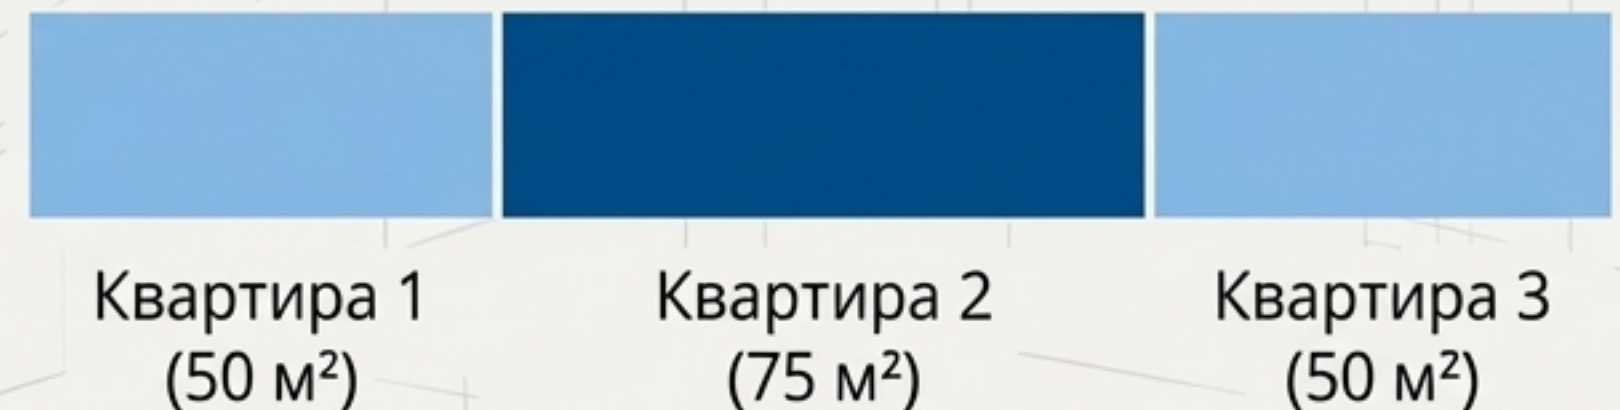 Квартира 1
(50 м²)
Квартира 2
(75 м²)
Квартира 3
(50 м²)